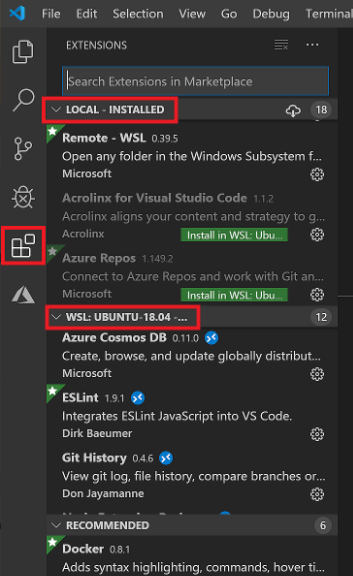 File Edit Selection View Go Debug Terminal
EXTENSIONS
Search Extensions in Marketplace
LOCAL - INSTALLED 18
Remote - WSL 0.39.5
Open any folder in the Windows Subsystem f...
Microsoft
Acrolinx for Visual Studio Code 1.1.2
Acrolinx aligns your content and strategy to g...
Acrolinx Install in WSL: Ubu...
Azure Repos 1.149.2
Connect to Azure Repos and work with Git an...
Microsoft Install in WSL: Ubu...
WSL: UBUNTU-18.04 -... 12
Azure Cosmos DB 0.11.0
Create, browse, and update globally distribut...
Microsoft
ESLint 1.9.1
Integrates ESLint JavaScript into VS Code.
Dirk Baeumer
Git History 0.4.6
View git log, file history, compare branches or...
Don Jayamanne
RECOMMENDED 6
Docker 0.8.1
Adds syntax highlighting, commands, hover ti...